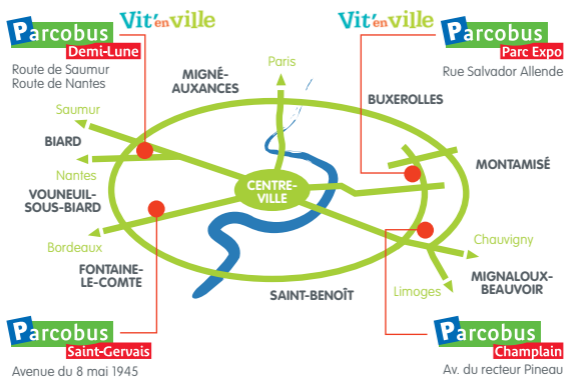 Vit'en ville
Parcobus
Demi-Lune
Route de Saumur
Route de Nantes
Vit'en ville
Parcobus
Parc Expo
Rue Salvador Allende
Paris
MIGNÉ-
AUXANCES
BUXEROLLES
Saumur
BIARD
MONTAMISÉ
Nantes
VOUNEUIL-
SOUS-BIARD
CENTRE-
VILLE
Bordeaux
Chauvigny
FONTAINE-
LE-COMTE
SAINT-BENOÎT
Limoges
MIGNALOUX-
BEAUVOIR
Parcobus
Saint-Gervais
Avenue du 8 mai 1945
Parcobus
Champlain
Av. du recteur Pineau